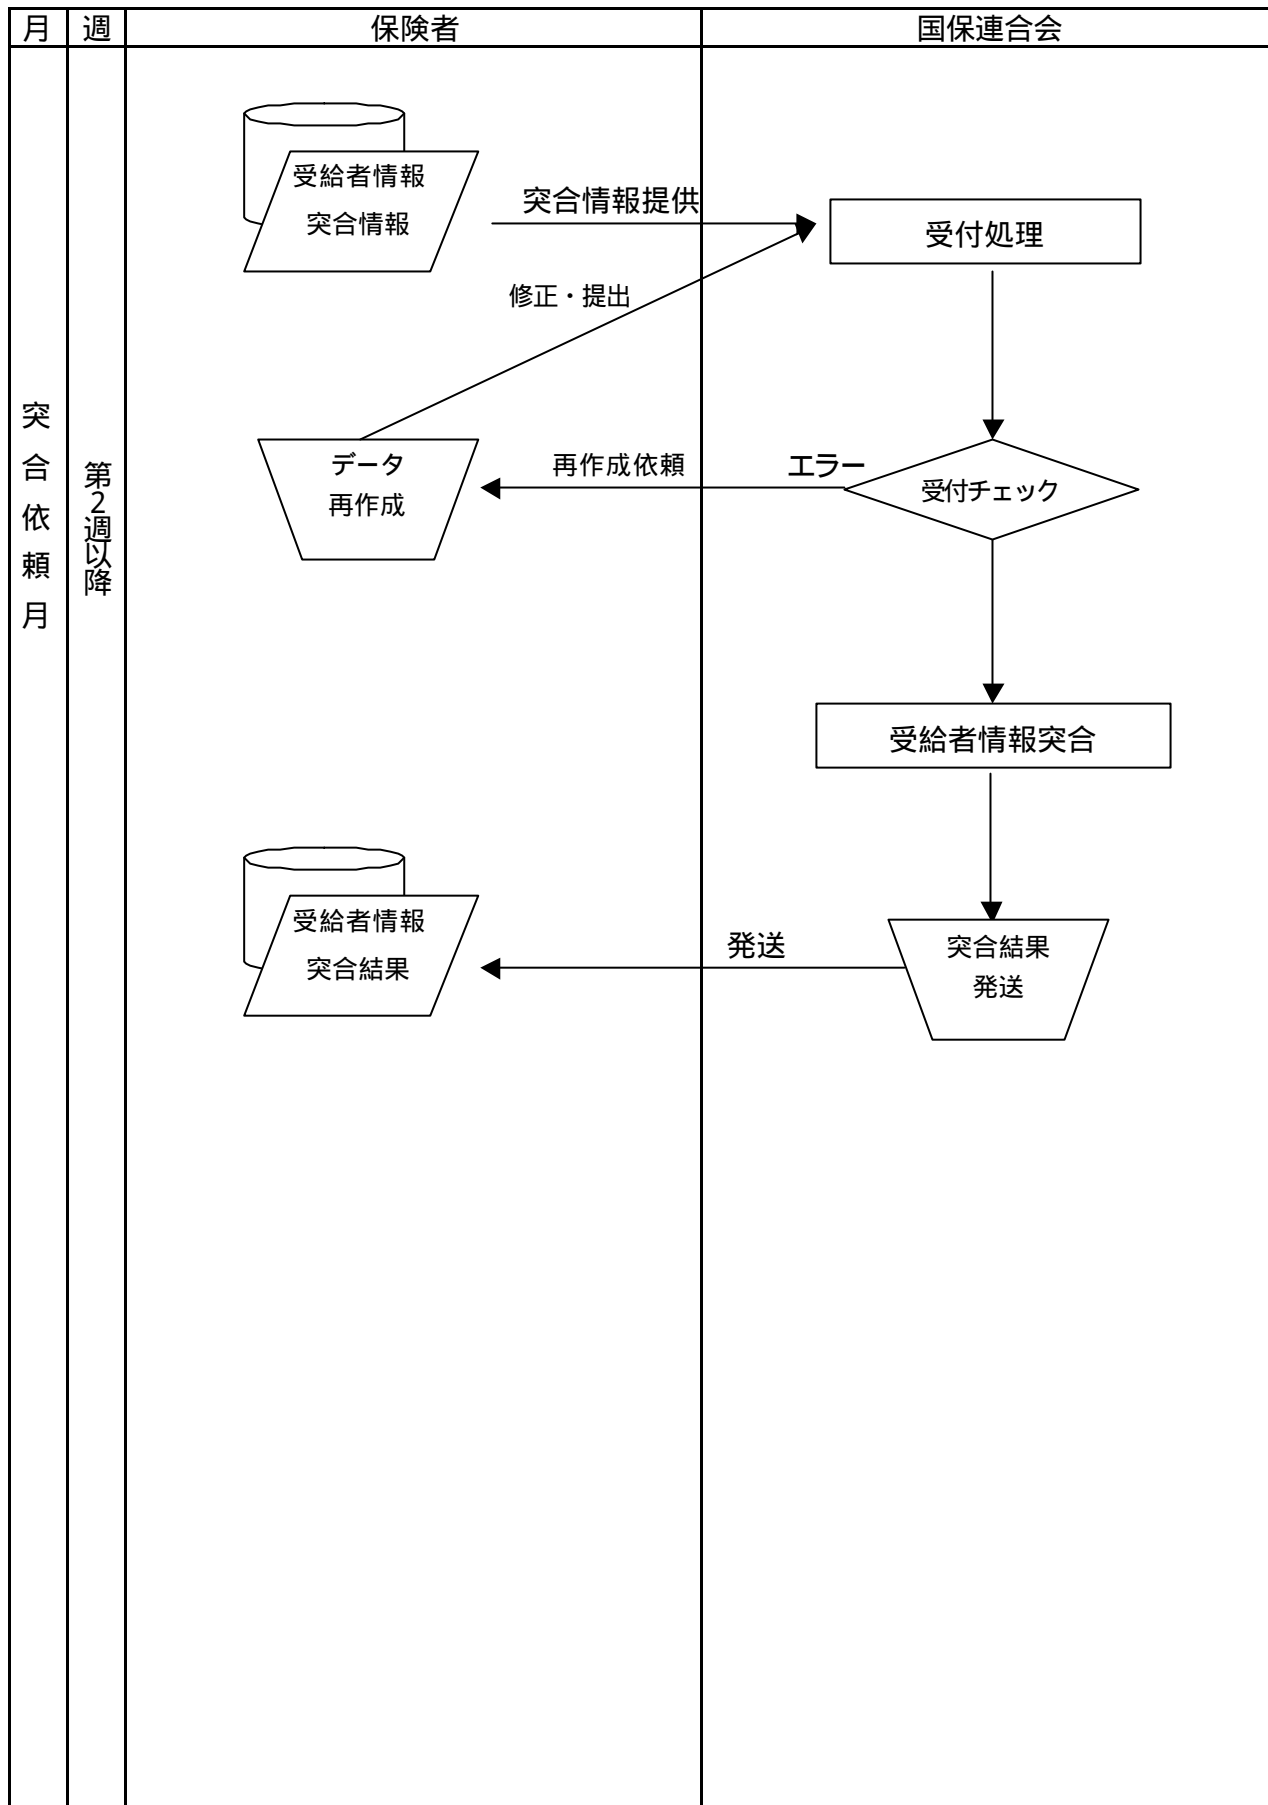 月 週 保険者 国保連合会
受給者情報
突合情報
突合情報提供
受付処理
修正・提出
突合依頼月
第2週以降
データ
再作成
再作成依頼
エラー
受付チェック
受給者情報突合
受給者情報
突合結果
発送
突合結果
発送